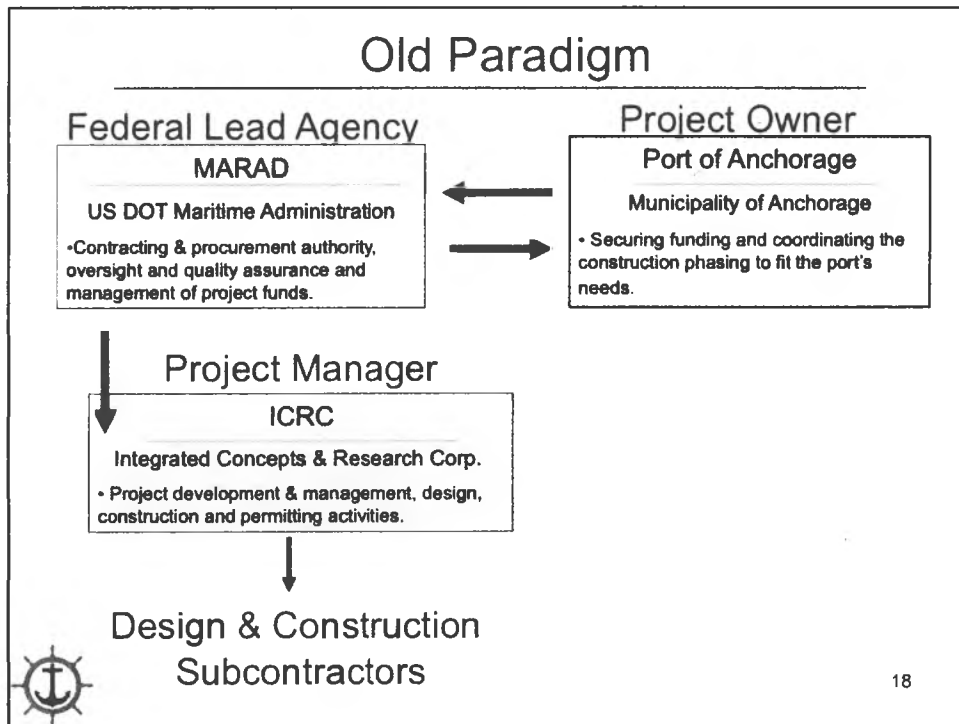 Old Paradigm
Federal Lead Agency
MARAD
US DOT Maritime Administration
•Contracting & procurement authority,
oversight and quality assurance and
management of project funds.
Project Owner
Port of Anchorage
Municipality of Anchorage
• Securing funding and coordinating the
construction phasing to fit the port's
needs.
Project Manager
ICRC
Integrated Concepts & Research Corp.
• Project development & management, design,
construction and permitting activities.
Design & Construction
Subcontractors
18